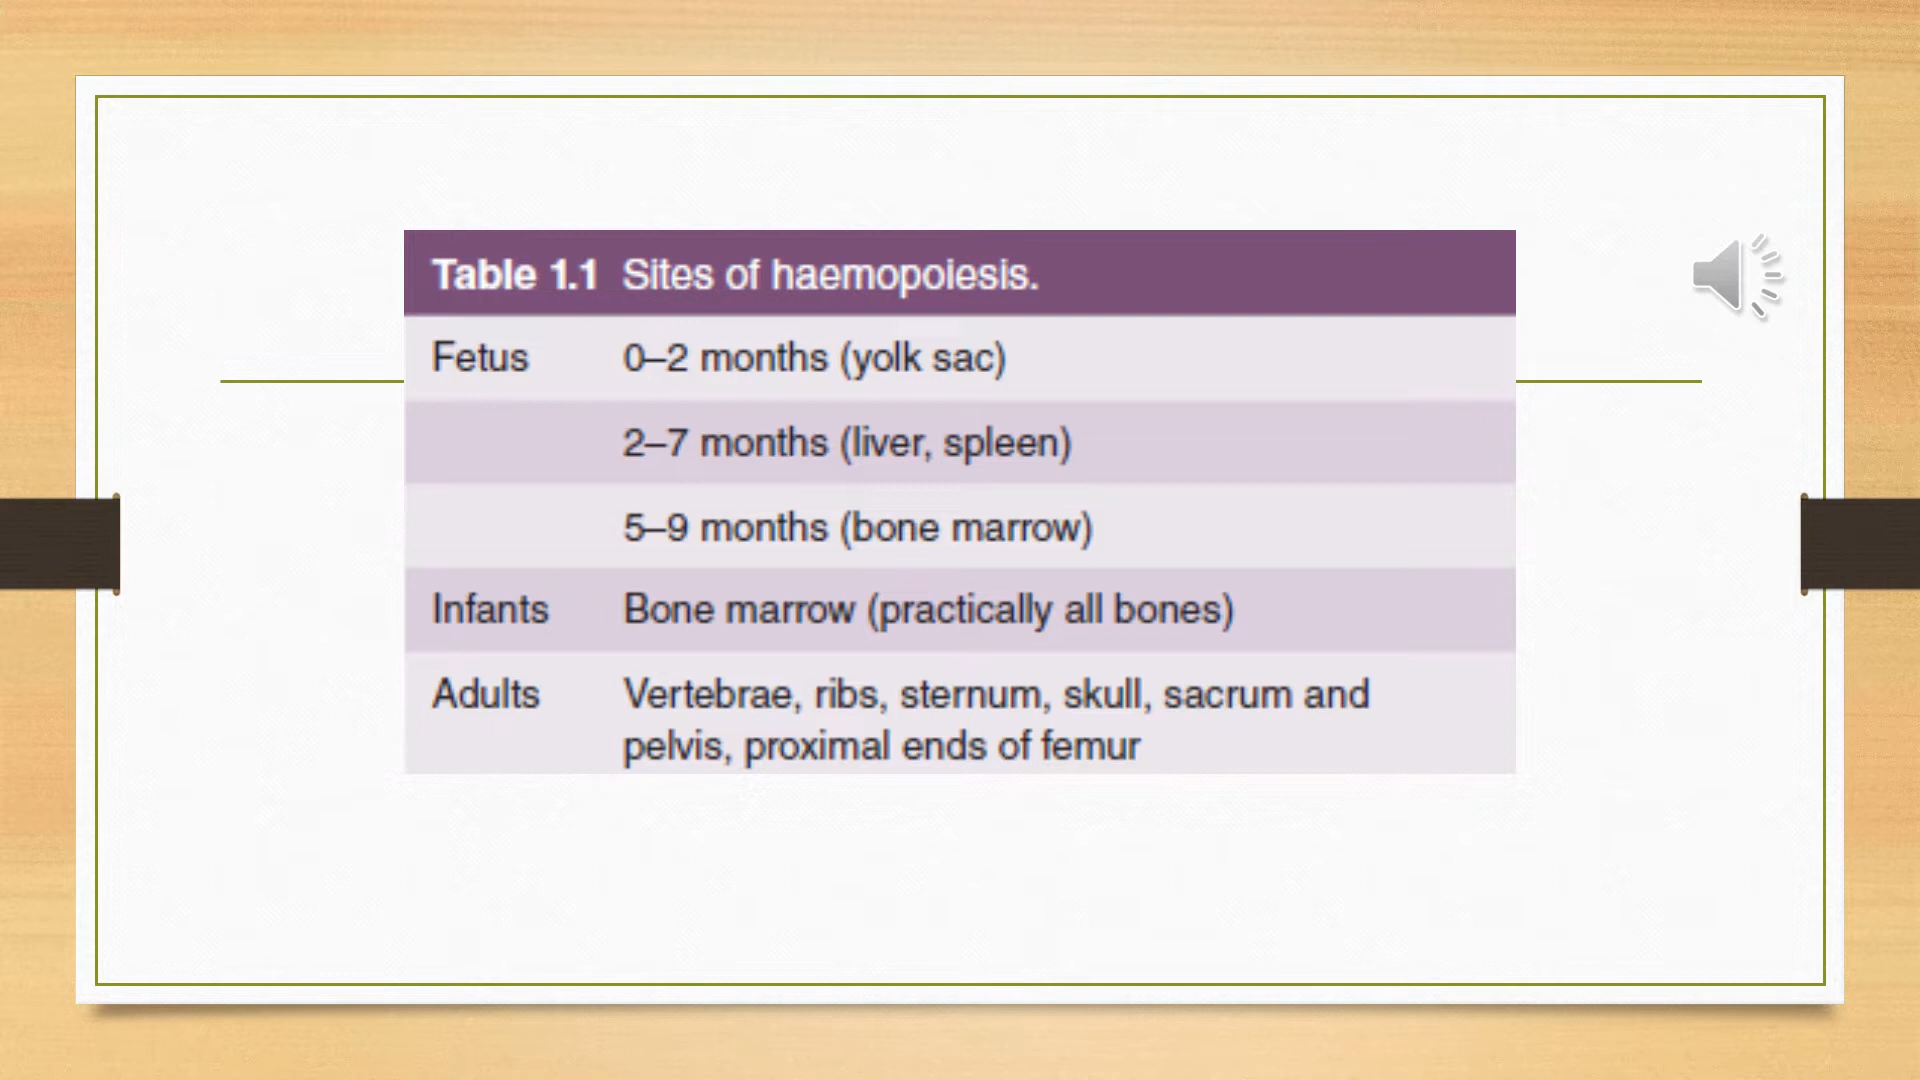 Table 1.1 Sites of haemopoiesis.
Fetus 0–2 months (yolk sac)
2–7 months (liver, spleen)
5–9 months (bone marrow)
Infants Bone marrow (practically all bones)
Adults Vertebrae, ribs, sternum, skull, sacrum and
pelvis, proximal ends of femur